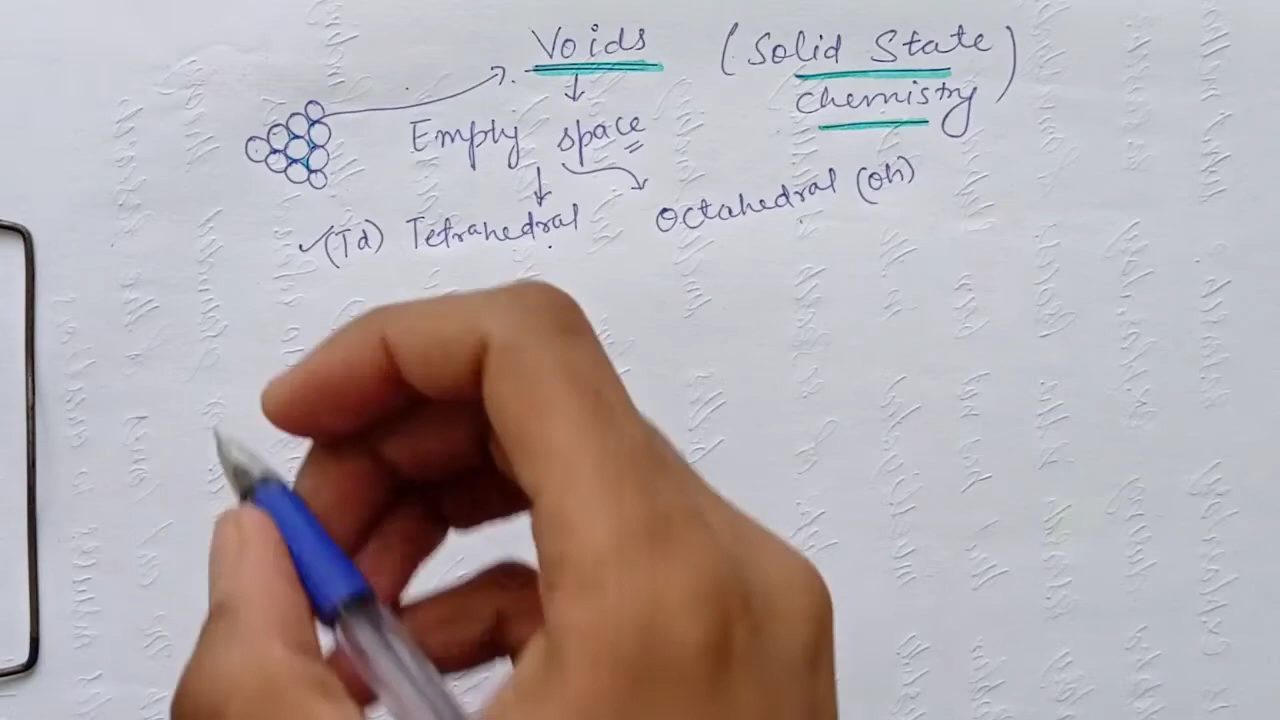 Voids (Solid State
chemistry)
Empty space
(Td) Tetrahedral Octahedral (Oh)